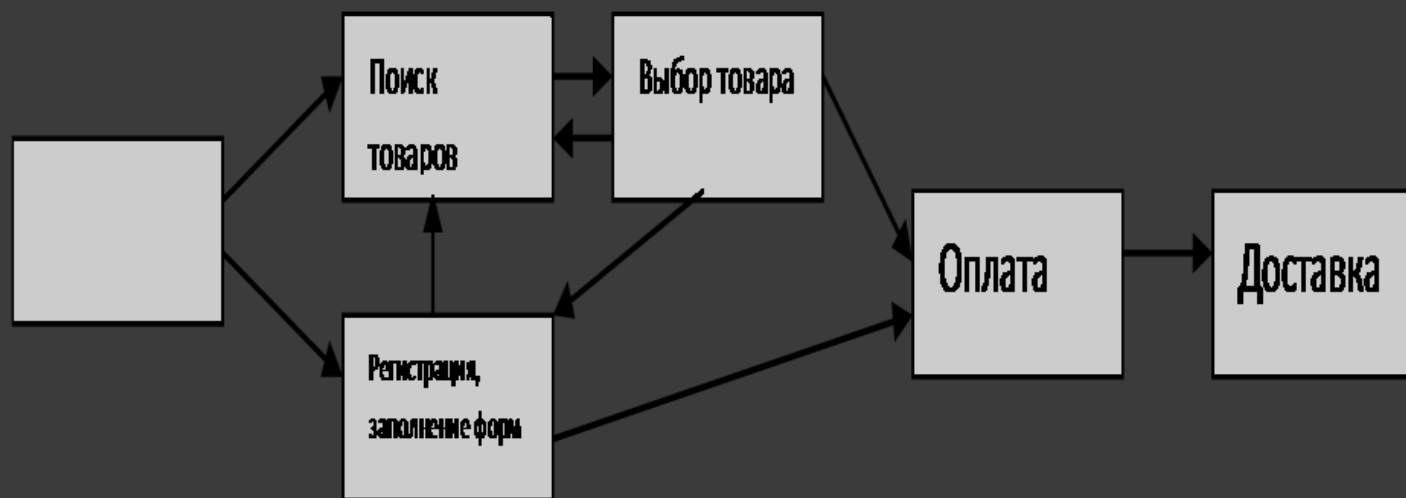 Поиск
товаров
Выбор товара
Регистрация,
заполнение форм
Оплата
Доставка